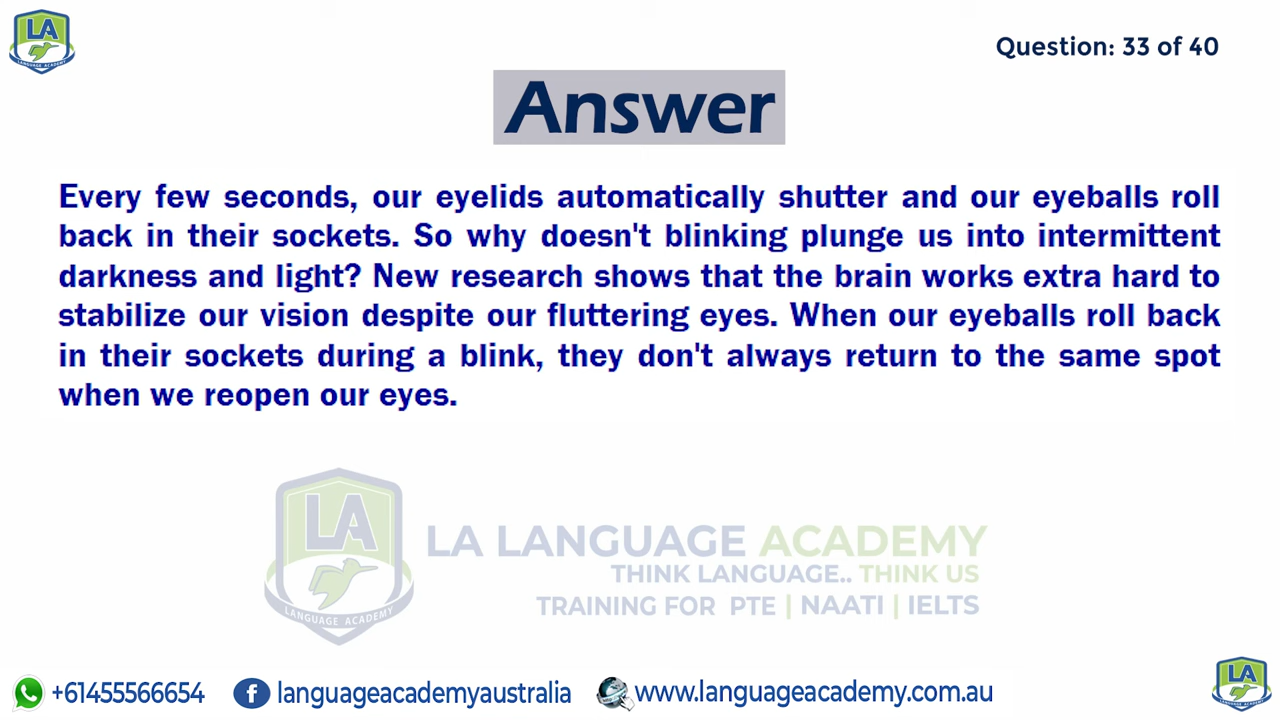 LA
LANGUAGE ACADEMY
Question: 33 of 40
Answer
Every few seconds, our eyelids automatically shutter and our eyeballs roll
back in their sockets. So why doesn't blinking plunge us into intermittent
darkness and light? New research shows that the brain works extra hard to
stabilize our vision despite our fluttering eyes. When our eyeballs roll back
in their sockets during a blink, they don't always return to the same spot
when we reopen our eyes.
LA
LANGUAGE ACADEMY
LA LANGUAGE ACADEMY
THINK LANGUAGE.. THINK US
TRAINING FOR PTE | NAATI | IELTS
+61455566654 languageacademyaustralia www.languageacademy.com.au
LA
LANGUAGE ACADEMY